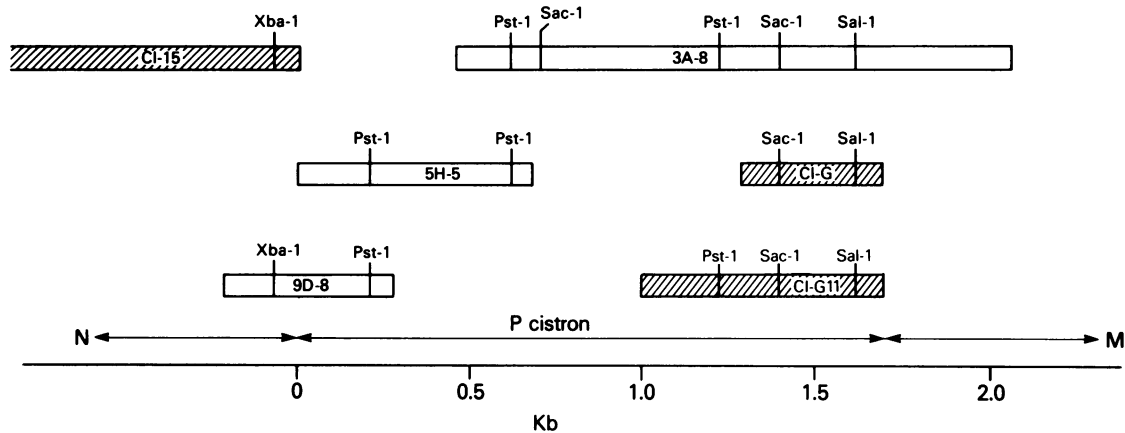 Xba-1 Pst-1 Sac-1 Pst-1 Sac-1 Sal-1
Cl-15 3A-8
Pst-1 Pst-1 Sac-1 Sal-1
5H-5 Cl-G
Xba-1 Pst-1 Pst-1 Sac-1 Sal-1
9D-8 Cl-G11
N P cistron M
0 0.5 1.0 1.5 2.0
Kb